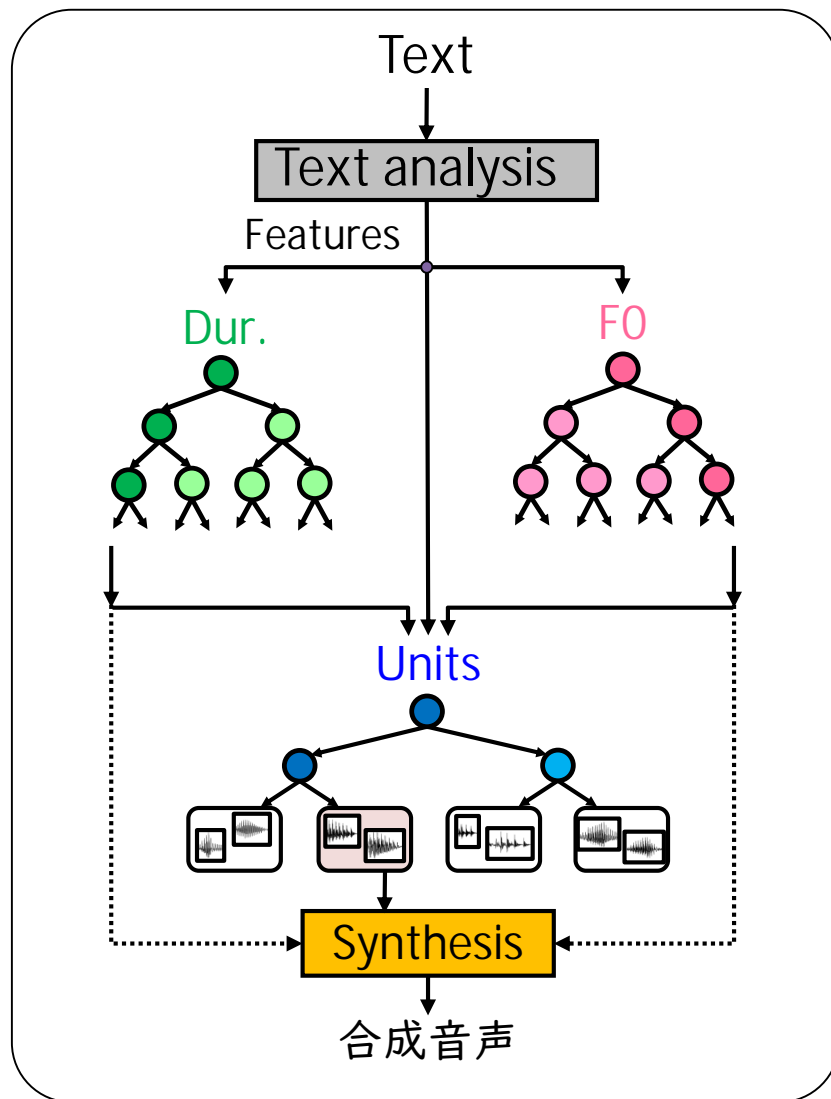 Text
Text analysis
Features
Dur.
F0
Units
Synthesis
合成音声